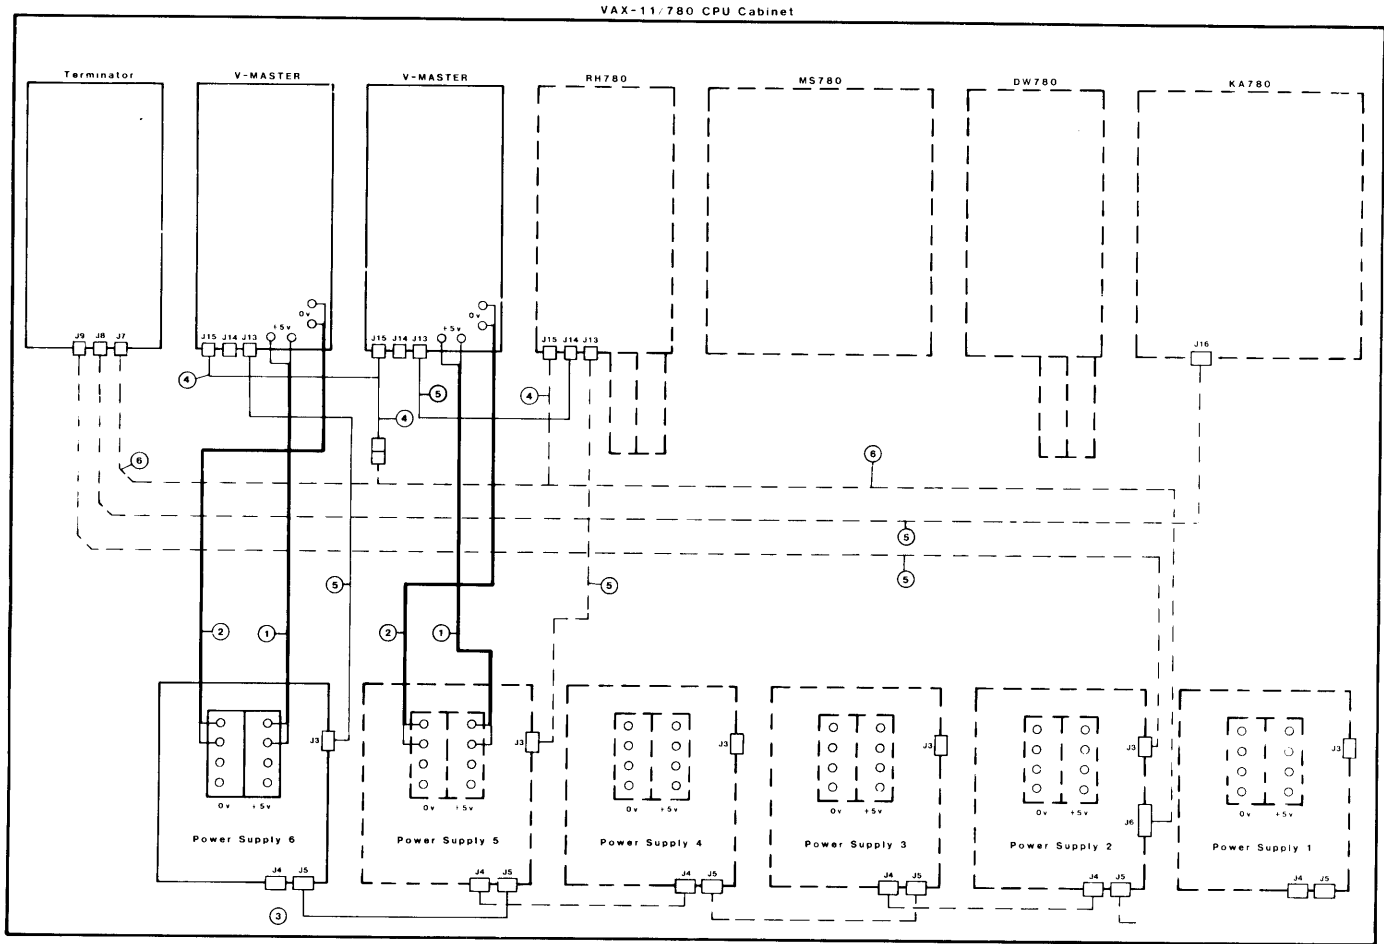 VAX-11/780 CPU Cabinet
Terminator
V-MASTER
V-MASTER
RH780
MS780
DW780
KA780
0v
0v
J9 J8 J7
J15 J14 J13 +5v
J15 J14 J13 +5v
J15 J14 J13
J16
4
5
4
4
6
6
5
5
5
5
2
1
2
1
J3
J3
J3
J3
J3
J3
0v +5v
0v +5v
0v +5v
0v +5v
0v +5v
0v +5v
J6
Power Supply 6
Power Supply 5
Power Supply 4
Power Supply 3
Power Supply 2
Power Supply 1
J4 J5
J4 J5
J4 J5
J4 J5
J4 J5
J4 J5
3